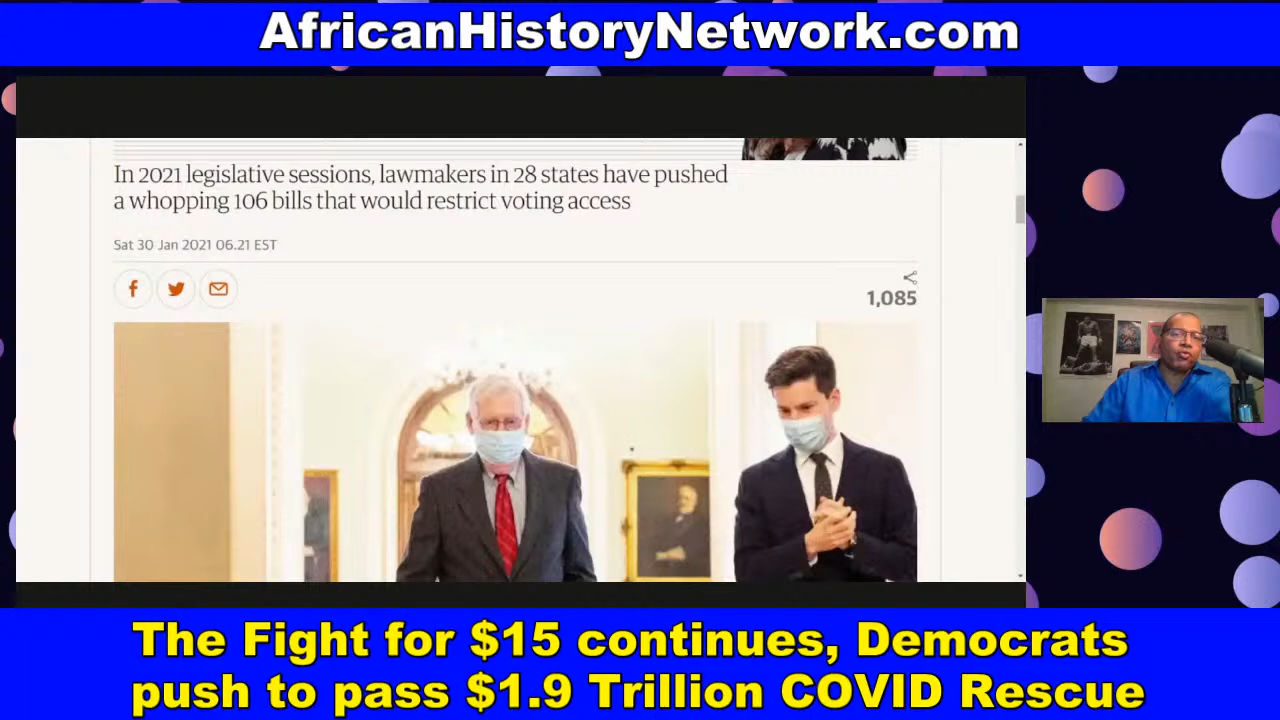 AfricanHistoryNetwork.com
In 2021 legislative sessions, lawmakers in 28 states have pushed
a whopping 106 bills that would restrict voting access
Sat 30 Jan 2021 06.21 EST
1,085
The Fight for $15 continues, Democrats
push to pass $1.9 Trillion COVID Rescue